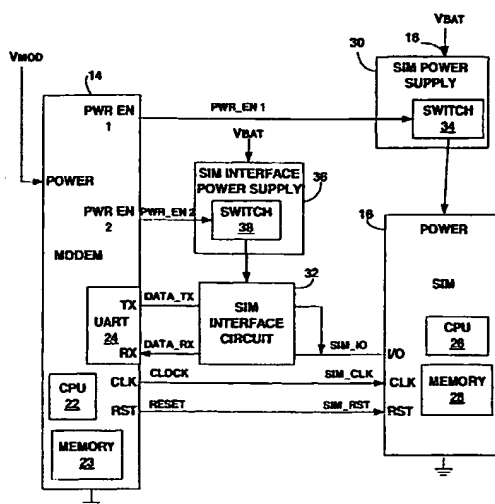 VBAT
30
16
SIM POWER
SUPPLY
SWITCH
34
VMOD
14
PWR EN
1
PWR_EN 1
POWER
VBAT
SIM INTERFACE
POWER SUPPLY
36
SWITCH
38
PWR EN
2
PWR_EN 2
MODEM
16
POWER
SIM
32
TX
DATA_TX
SIM
INTERFACE
CIRCUIT
UART
24
RX
DATA_RX
SIM_IO
I/O
CPU
26
CLK
CLOCK
SIM_CLK
CLK
MEMORY
28
CPU
22
RST
RESET
SIM_RST
RST
MEMORY
23